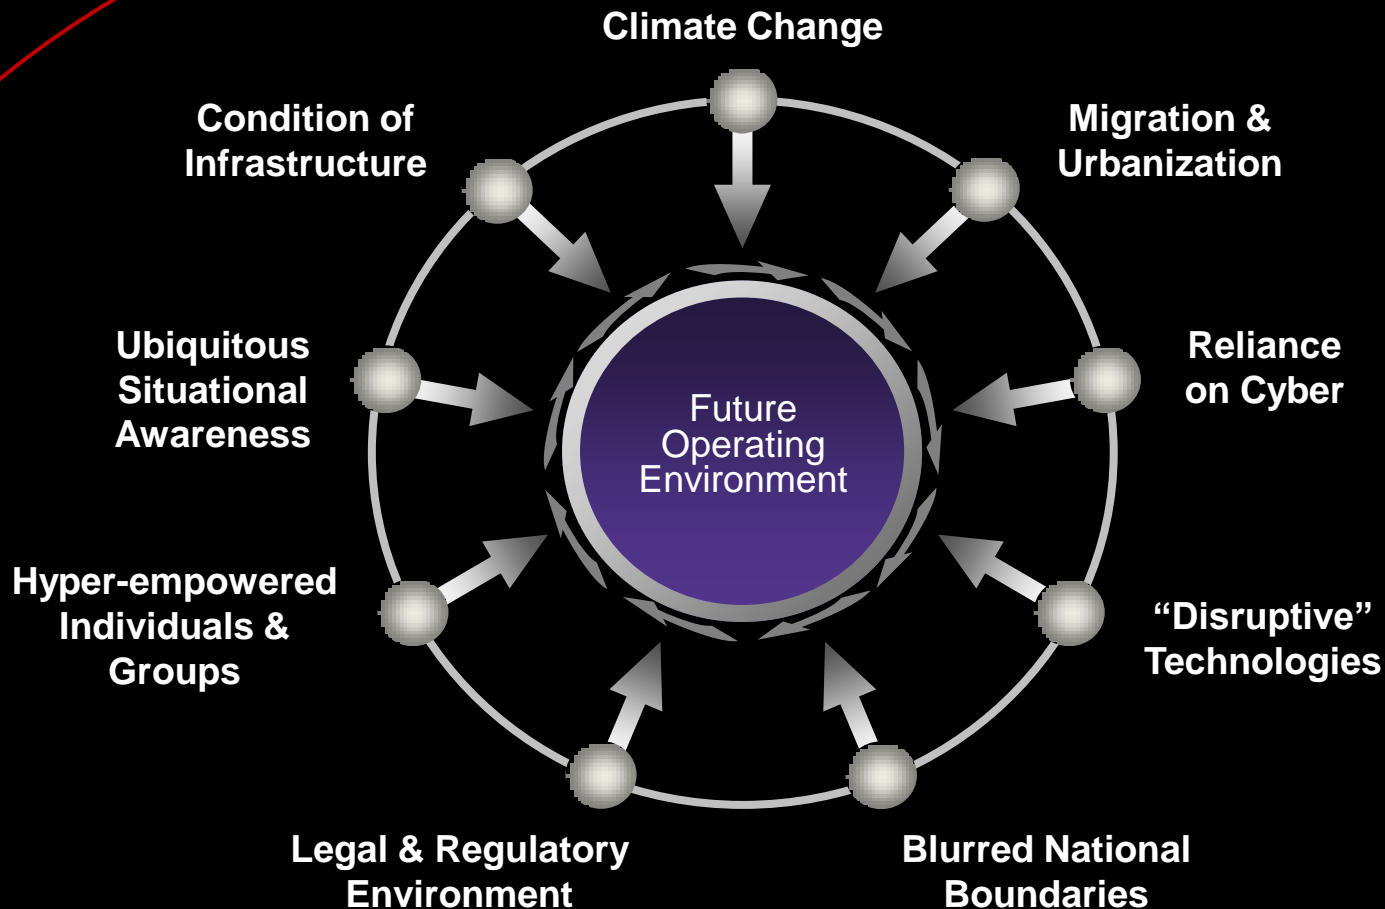 Climate Change
Condition of
Infrastructure
Migration &
Urbanization
Ubiquitous
Situational
Awareness
Reliance
on Cyber
Future
Operating
Environment
Hyper-empowered
Individuals &
Groups
“Disruptive”
Technologies
Legal & Regulatory
Environment
Blurred National
Boundaries